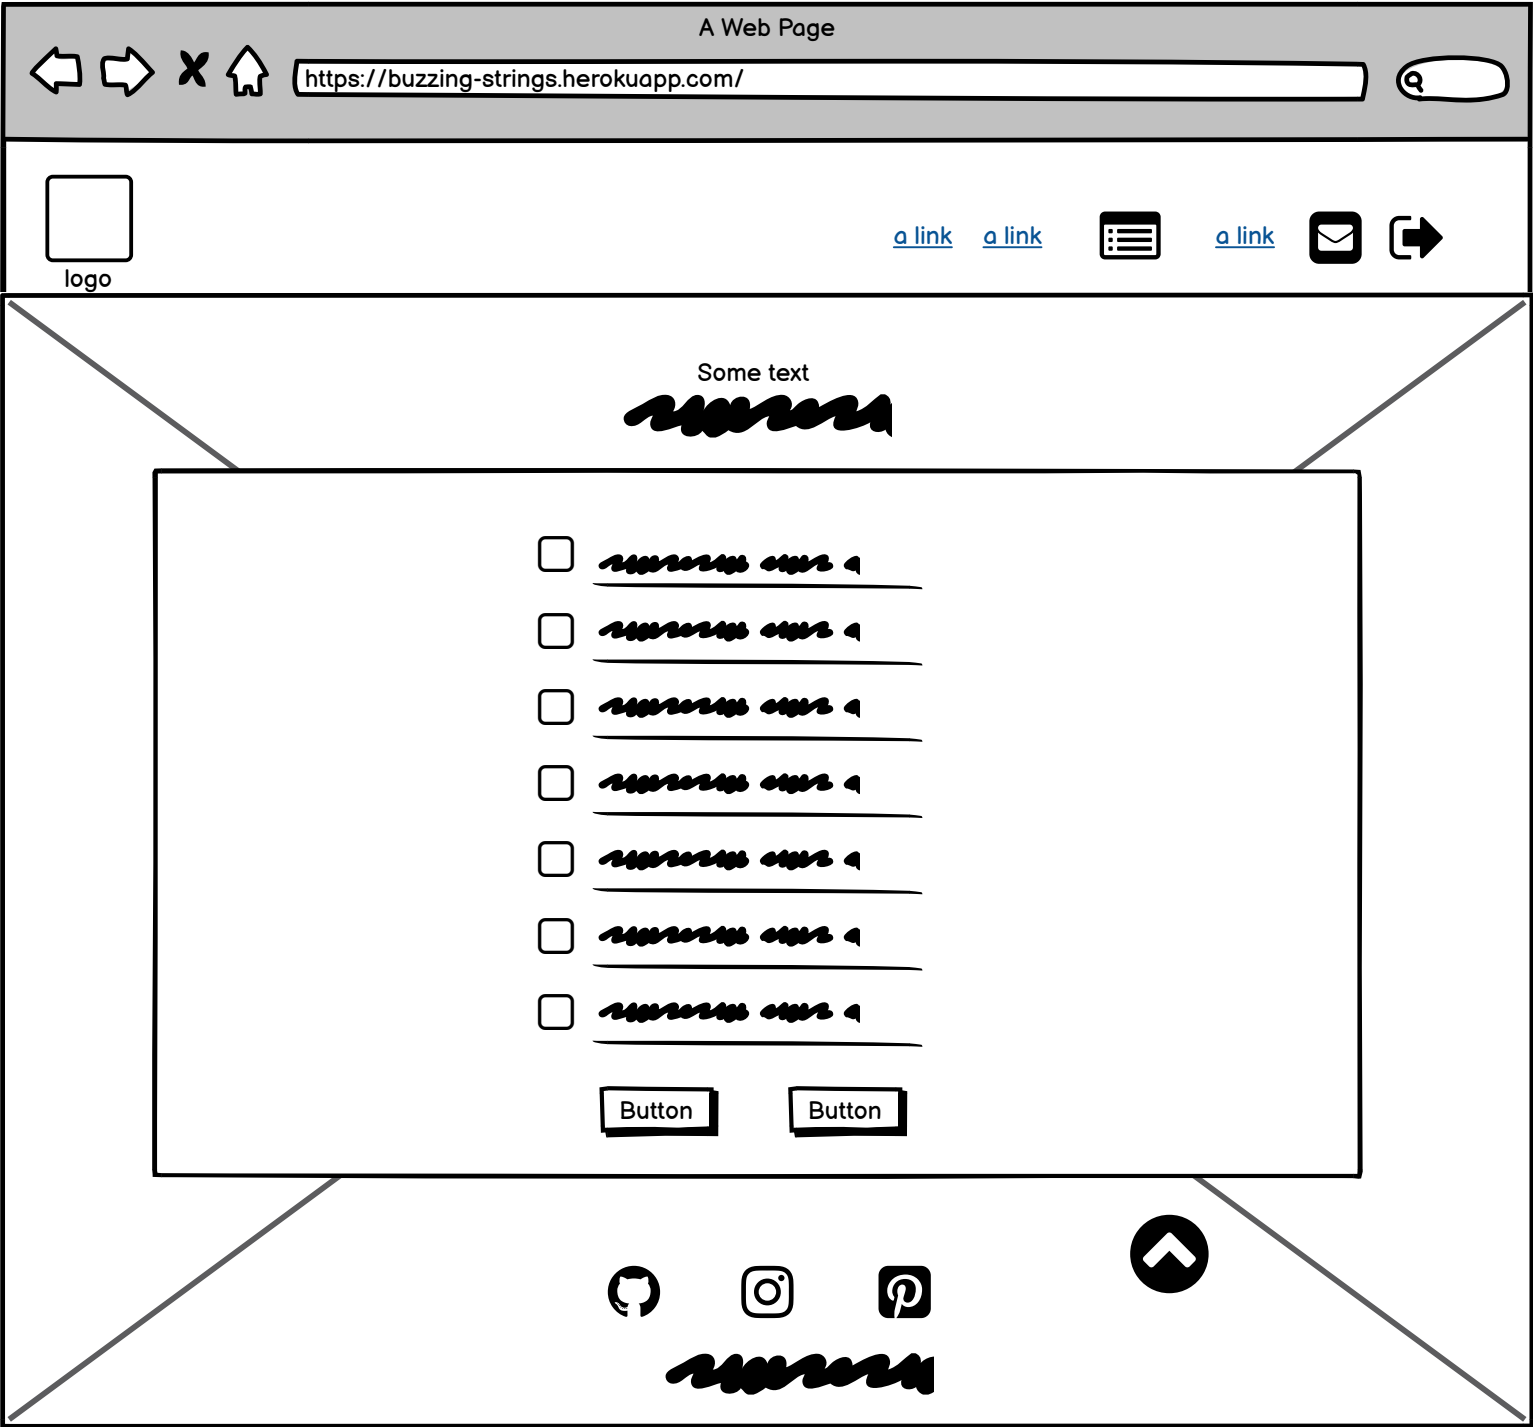 A Web Page
https://buzzing-strings.herokuapp.com/
a link a link a link
logo
Some text
Button Button